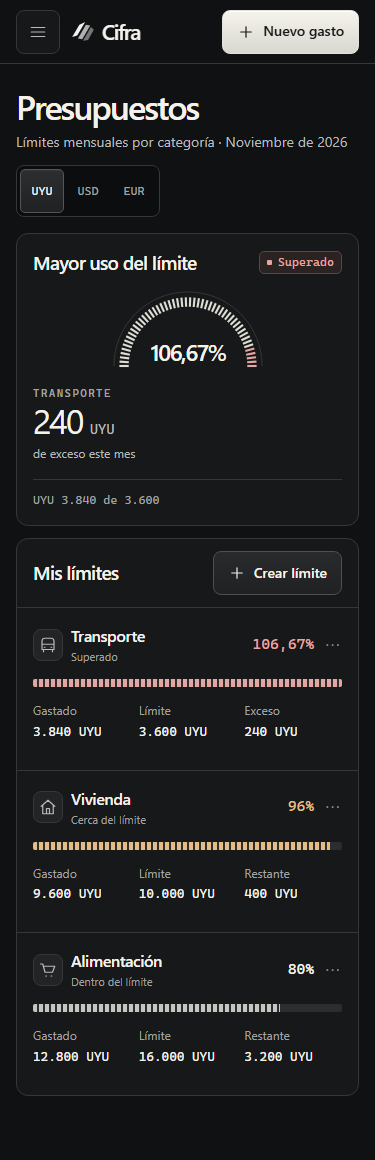 Cifra
Nuevo gasto
Presupuestos
Límites mensuales por categoría · Noviembre de 2026
UYU USD EUR
Mayor uso del límite
Superado
106,67%
TRANSPORTE
240 UYU
de exceso este mes
UYU 3.840 de 3.600
Mis límites
Crear límite
Transporte
Superado
106,67%
Gastado Límite Exceso
3.840 UYU 3.600 UYU 240 UYU
Vivienda
Cerca del límite
96%
Gastado Límite Restante
9.600 UYU 10.000 UYU 400 UYU
Alimentación
Dentro del límite
80%
Gastado Límite Restante
12.800 UYU 16.000 UYU 3.200 UYU